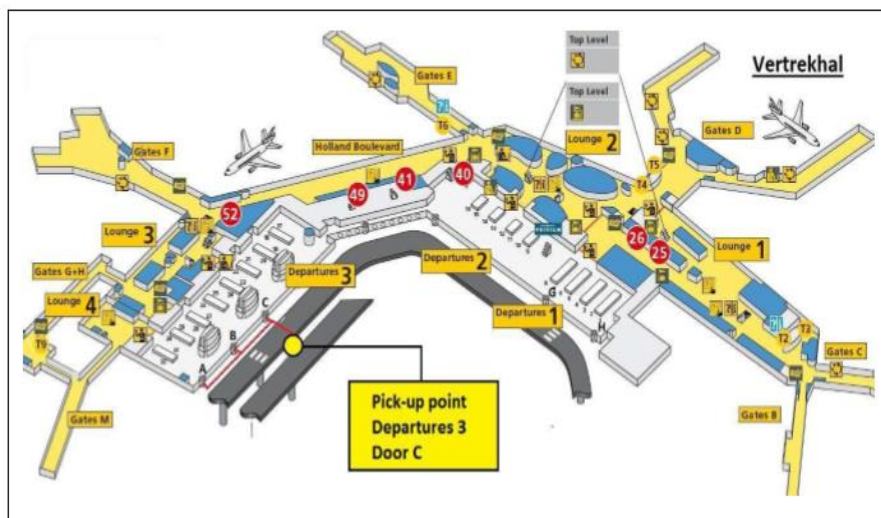 Top Level
Vertrekhal
Gates E
Top Level
T6
Gates D
Holland Boulevard
Lounge 2
Gates F
T5
T4
41
40
49
52
Lounge 3
26
25
Lounge 1
Gates G+H
Departures 3
Departures 2
Lounge 4
C
G
Departures 1
H
B
T9
A
T2
T3
Gates C
Pick-up point
Departures 3
Door C
Gates M
Gates B